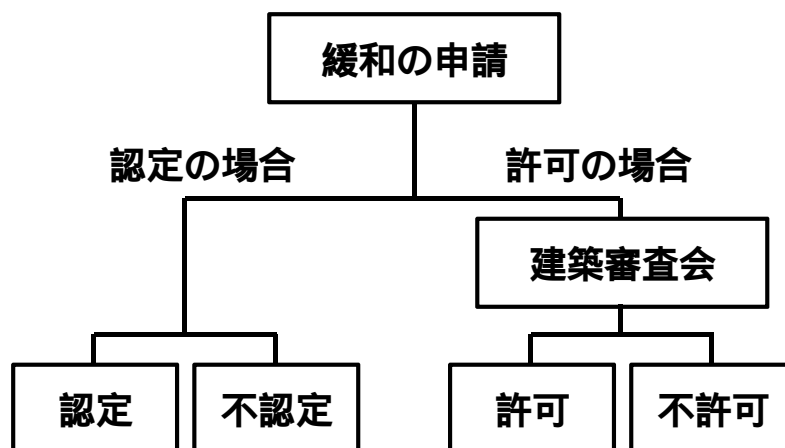 緩和の申請
認定の場合
許可の場合
建築審査会
認定
不認定
許可
不許可